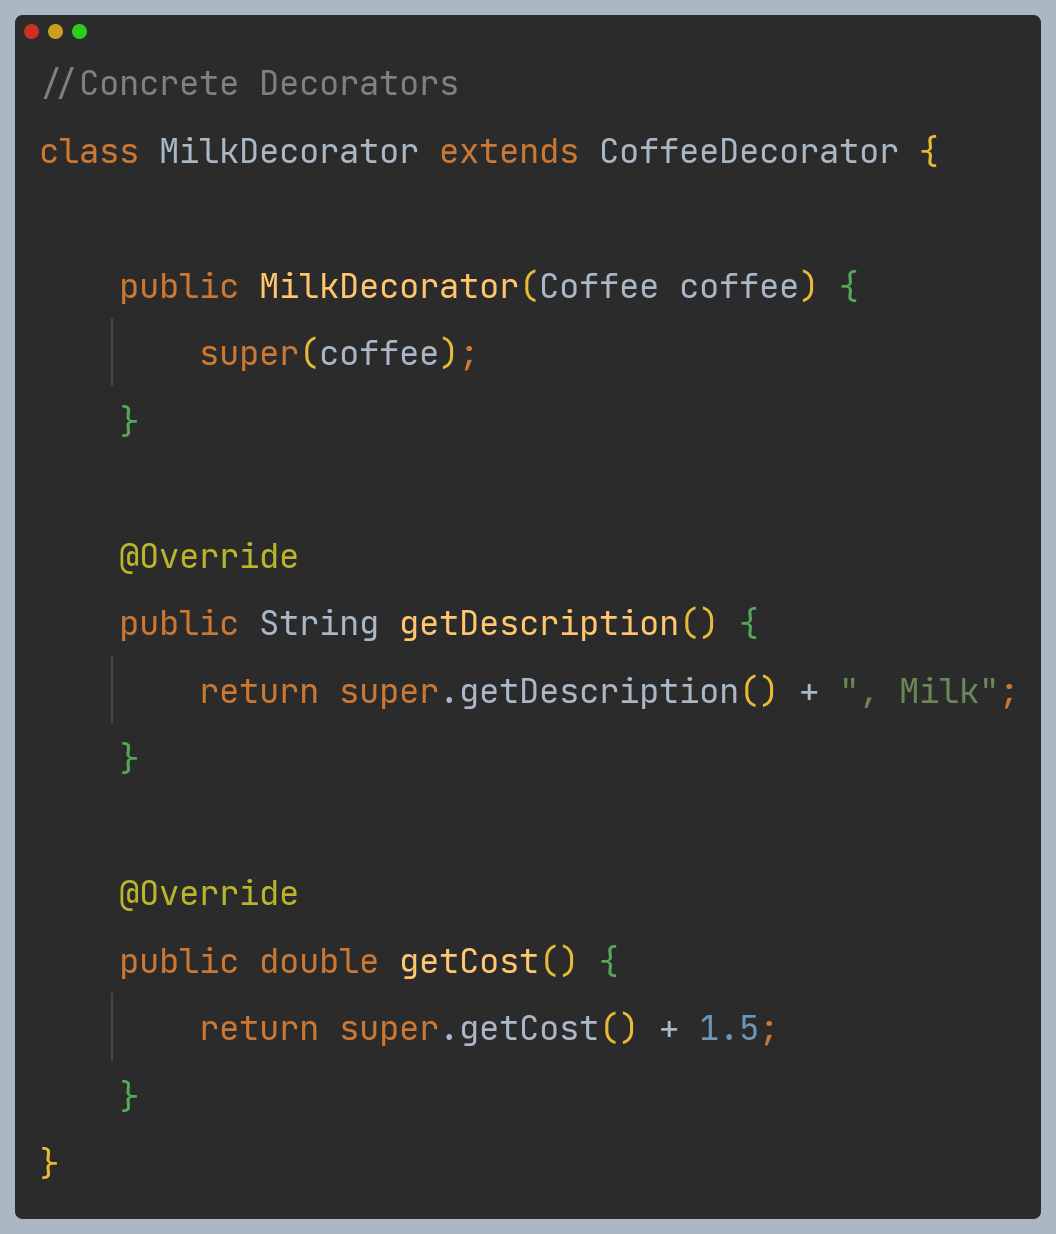 //Concrete Decorators
class MilkDecorator extends CoffeeDecorator {
public MilkDecorator(Coffee coffee) {
super(coffee);
}
@Override
public String getDescription() {
return super.getDescription() + ", Milk";
}
@Override
public double getCost() {
return super.getCost() + 1.5;
}
}